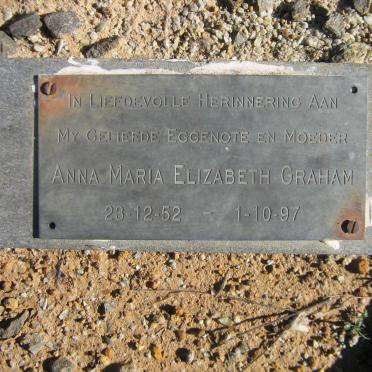 In Liefdevolle Herinnering Aan
My Geliefde Eggenote en Moeder
Anna Maria Elizabeth Graham
23-12-52 - 1-10-97